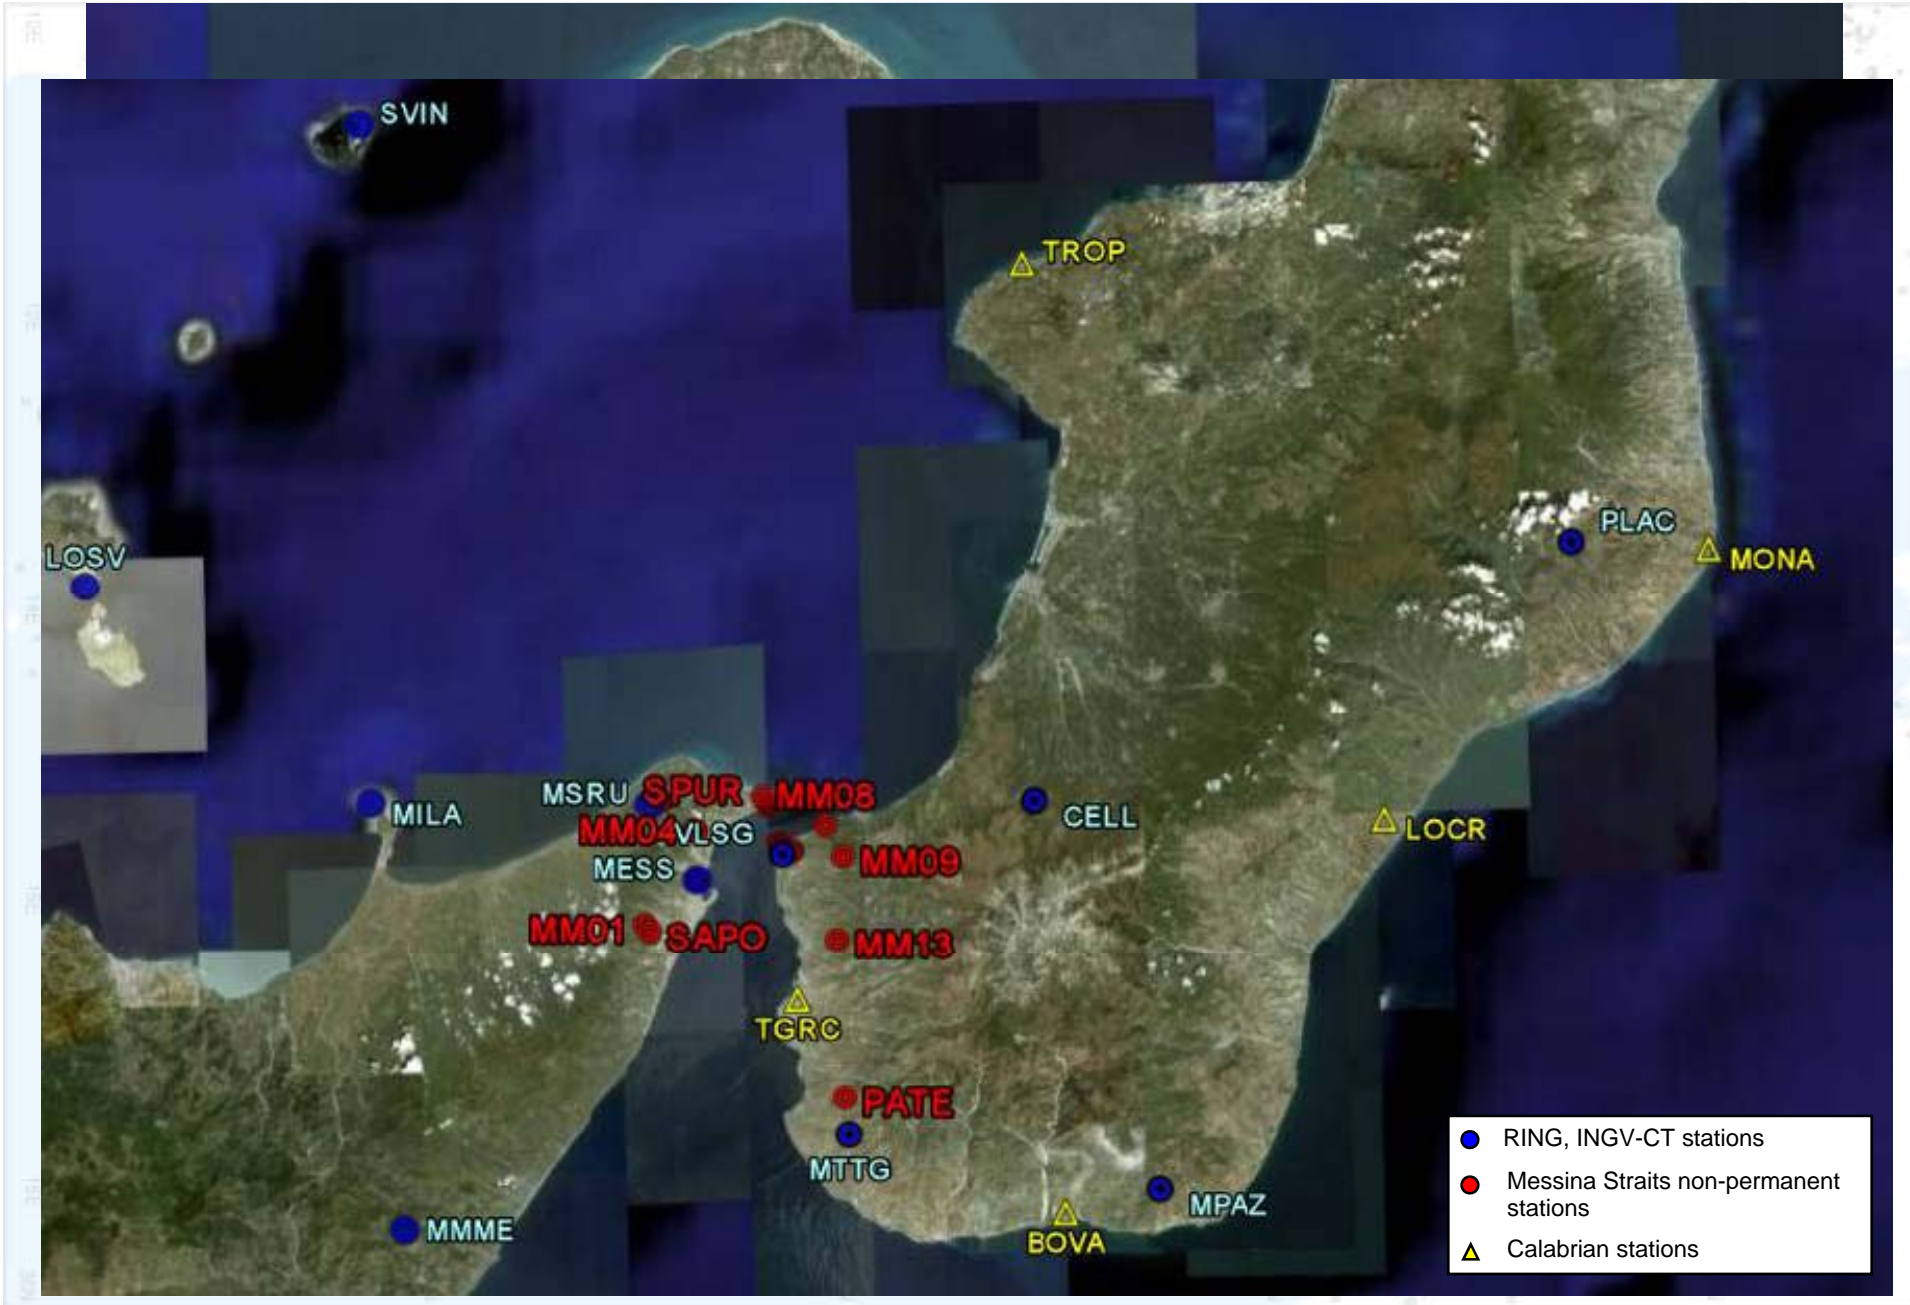 SVIN
TROP
PLAC
LOSV
MONA
MSRU
SPUR
MM08
MILA
CELL
MM04
VLSG
LOCR
MESS
MM09
MM01
SAPO
MM13
TGRC
PATE
MTTG
MPAZ
MMME
BOVA
RING, INGV-CT stations
Messina Straits non-permanent
stations
Calabrian stations